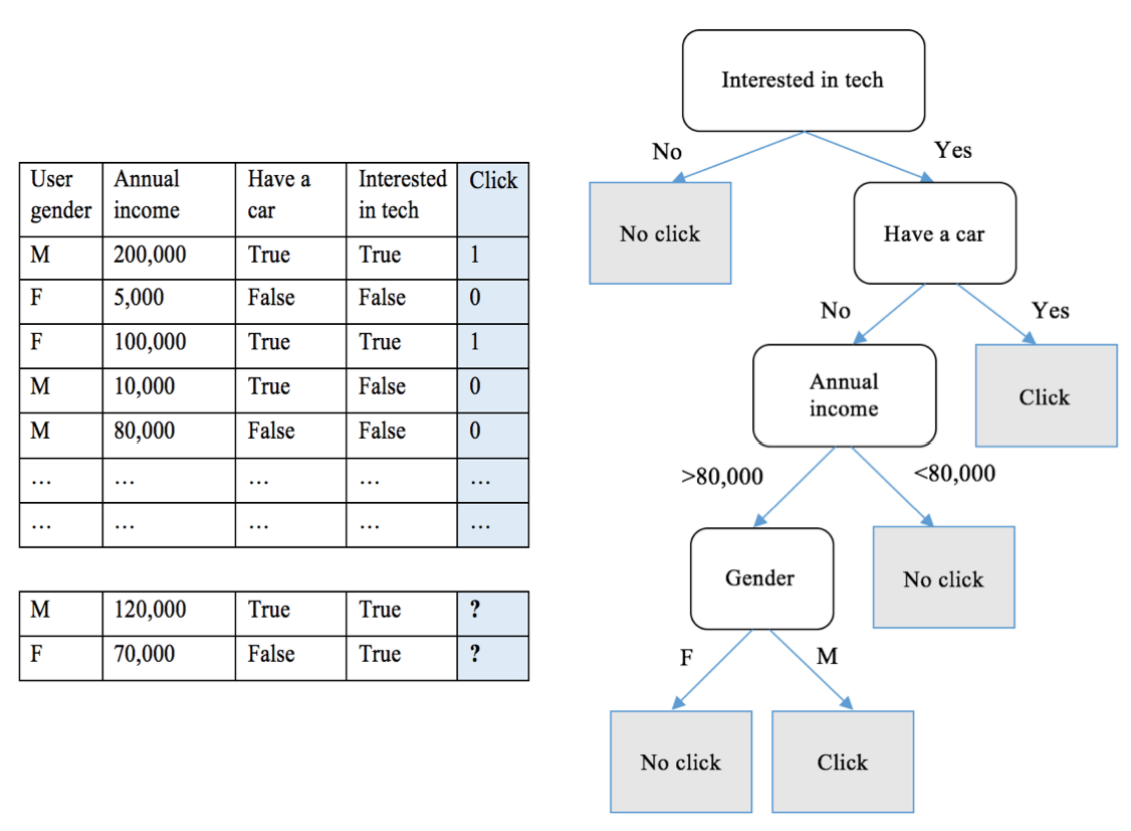 User gender Annual income Have a car Interested in tech Click
M 200,000 True True 1
F 5,000 False False 0
F 100,000 True True 1
M 10,000 True False 0
M 80,000 False False 0
... ... ... ... ...
... ... ... ... ...
M 120,000 True True ?
F 70,000 False True ?
Interested in tech
No Yes
No click
Have a car
No Yes
Annual
income
Click
>80,000 <80,000
Gender
No click
F M
No click
Click